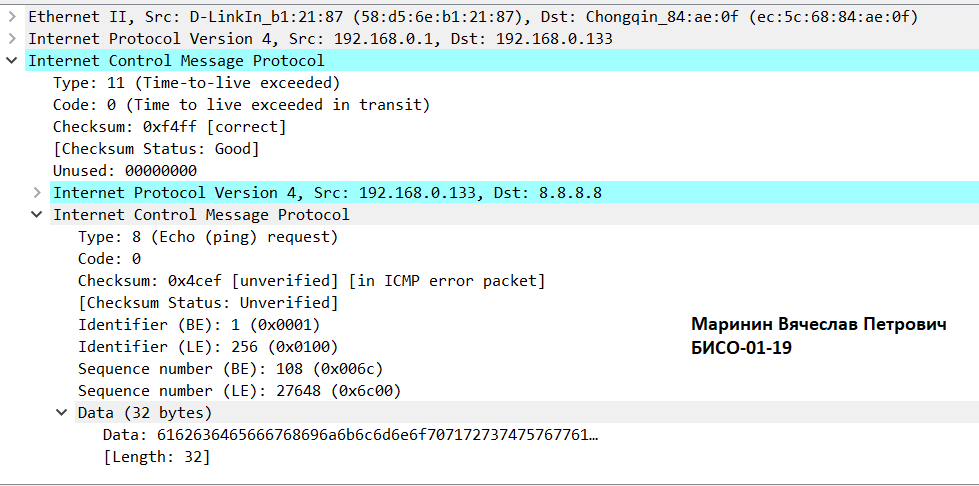 Ethernet II, Src: D-LinkIn_b1:21:87 (58:d5:6e:b1:21:87), Dst: Chongqin_84:ae:0f (ec:5c:68:84:ae:0f)
Internet Protocol Version 4, Src: 192.168.0.1, Dst: 192.168.0.133
Internet Control Message Protocol
Type: 11 (Time-to-live exceeded)
Code: 0 (Time to live exceeded in transit)
Checksum: 0xf4ff [correct]
[Checksum Status: Good]
Unused: 00000000
Internet Protocol Version 4, Src: 192.168.0.133, Dst: 8.8.8.8
Internet Control Message Protocol
Type: 8 (Echo (ping) request)
Code: 0
Checksum: 0x4cef [unverified] [in ICMP error packet]
[Checksum Status: Unverified]
Identifier (BE): 1 (0x0001)
Identifier (LE): 256 (0x0100)
Sequence number (BE): 108 (0x006c)
Sequence number (LE): 27648 (0x6c00)
Data (32 bytes)
Data: 6162636465666768696a6b6c6d6e6f707172737475767761…
[Length: 32]
Маринин Вячеслав Петрович
БИСО-01-19